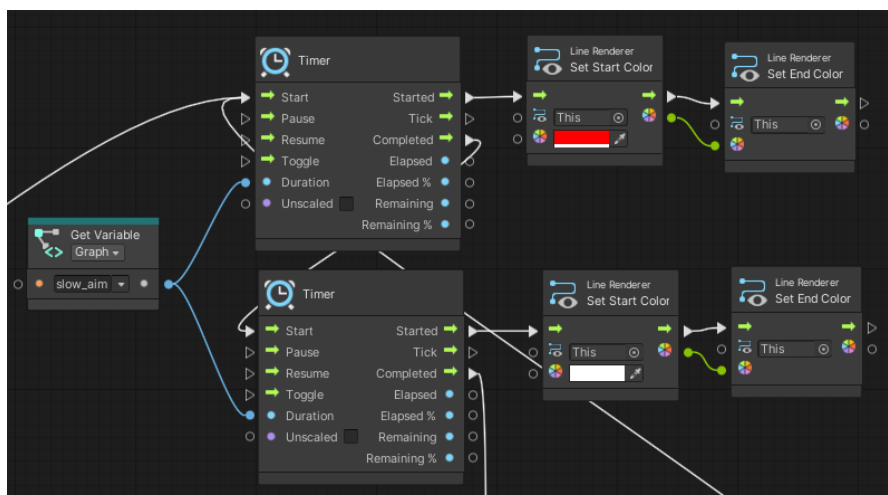 Timer
Start Started
Pause Tick
Resume Completed
Toggle Elapsed
Duration Elapsed %
Unscaled Remaining
Remaining %
Line Renderer
Set Start Color
This
Line Renderer
Set End Color
This
Get Variable
Graph
slow_aim
Timer
Start Started
Pause Tick
Resume Completed
Toggle Elapsed
Duration Elapsed %
Unscaled Remaining
Remaining %
Line Renderer
Set Start Color
This
Line Renderer
Set End Color
This